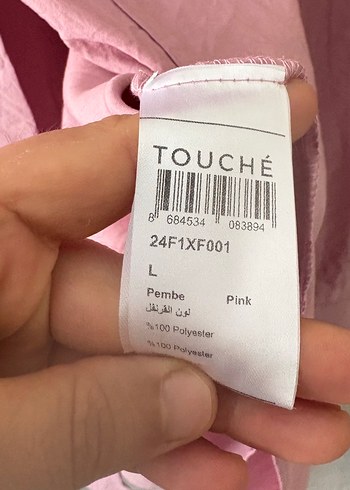 TOUCHÉ
8 684534 083894
24F1XF001
L
Pembe Pink
لون القرنفل
%100 Polyester
%100 Polyester